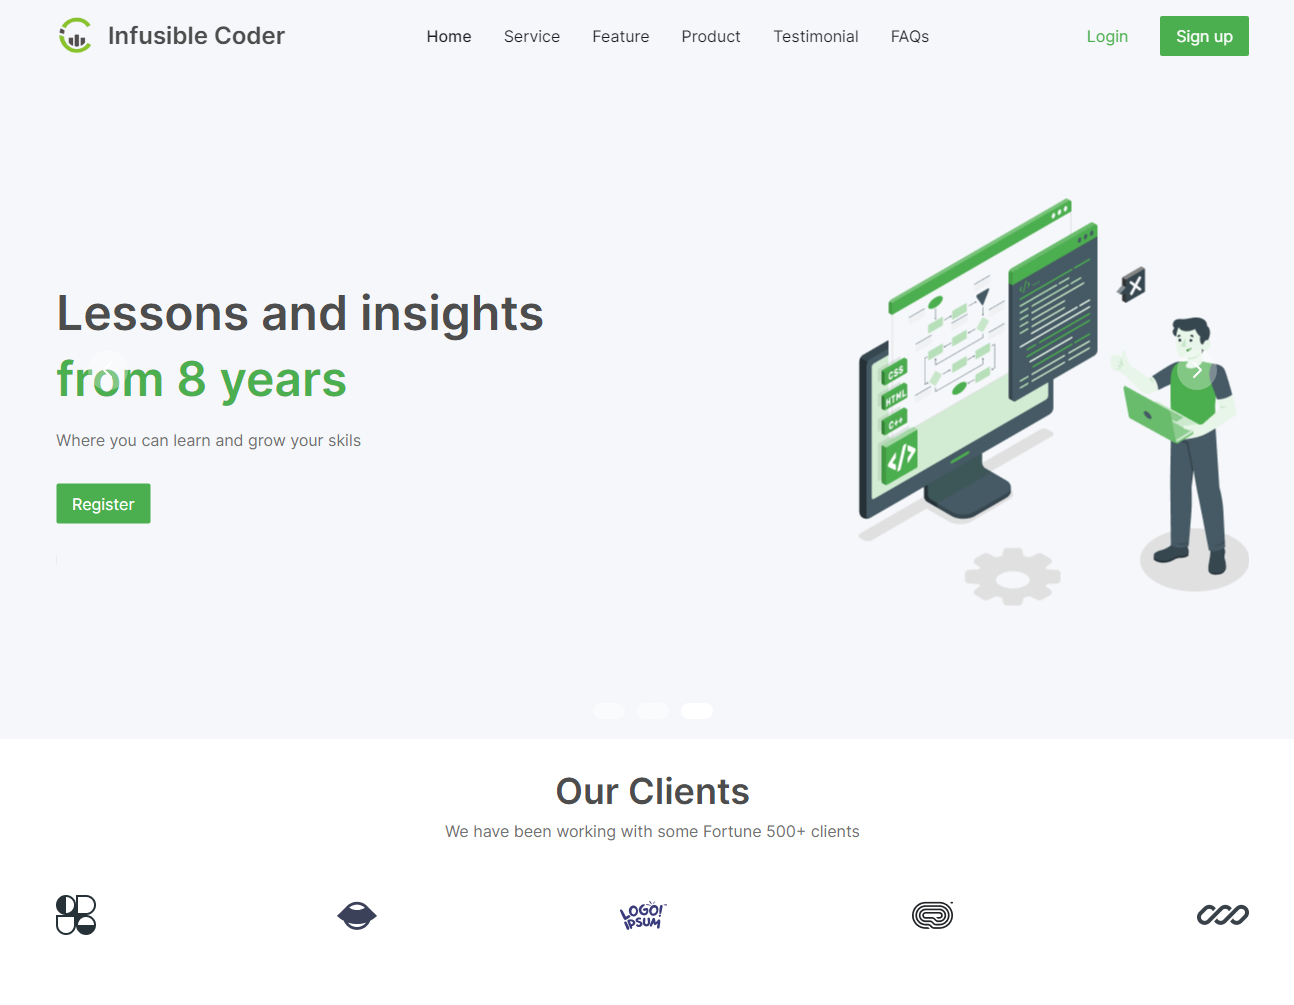 Infusible Coder
Home Service Feature Product Testimonial FAQs
Login Sign up
Lessons and insights
from 8 years
Where you can learn and grow your skils
Register
CSS
HTML
C++
</>
Our Clients
We have been working with some Fortune 500+ clients
LOGO!
IPSUM